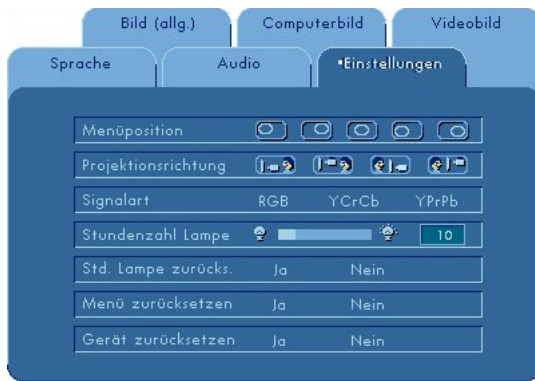 Bild (allg.) Computerbild Videobild
Sprache Audio •Einstellungen
Menüposition
Projektionsrichtung
Signalart RGB YCrCb YPrPb
Stundenzahl Lampe 10
Std. Lampe zurücks. Ja Nein
Menü zurücksetzen Ja Nein
Gerät zurücksetzen Ja Nein